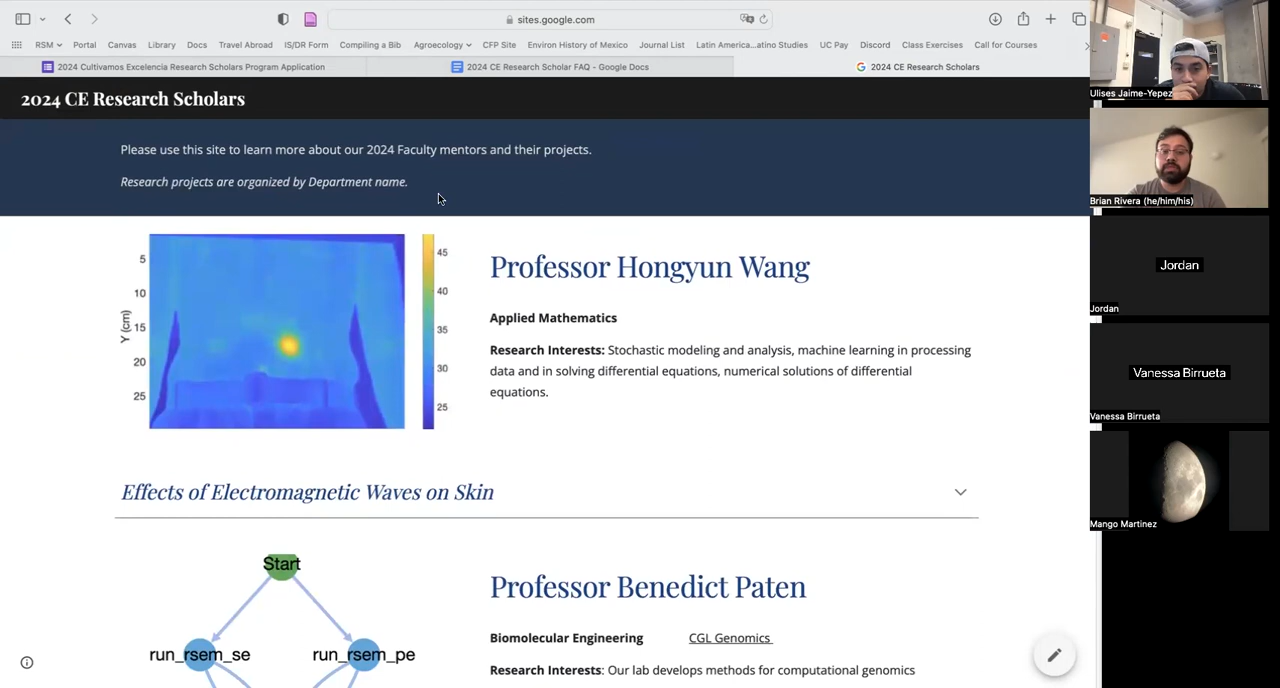 sites.google.com
RSM
Portal
Canvas
Library
Docs
Travel Abroad
IS/DR Form
Compiling a Bib
Agroecology
CFP Site
Environ History of Mexico
Journal List
Latin America...atino Studies
UC Pay
Discord
Class Exercises
Call for Courses
2024 Cultivamos Excelencia Research Scholars Program Application
2024 CE Research Scholar FAQ - Google Docs
2024 CE Research Scholars
2024 CE Research Scholars
Please use this site to learn more about our 2024 Faculty mentors and their projects.
Research projects are organized by Department name.
5
10
15
20
25
Y (cm)
45
40
35
30
25
Professor Hongyun Wang
Applied Mathematics
Research Interests: Stochastic modeling and analysis, machine learning in processing
data and in solving differential equations, numerical solutions of differential
equations.
Effects of Electromagnetic Waves on Skin
Start
run_rsem_se
run_rsem_pe
Professor Benedict Paten
Biomolecular Engineering
CGL Genomics
Research Interests: Our lab develops methods for computational genomics
Ulises Jaime-Yepez
Brian Rivera (he/him/his)
Jordan
Jordan
Vanessa Birrueta
Vanessa Birrueta
Mango Martinez